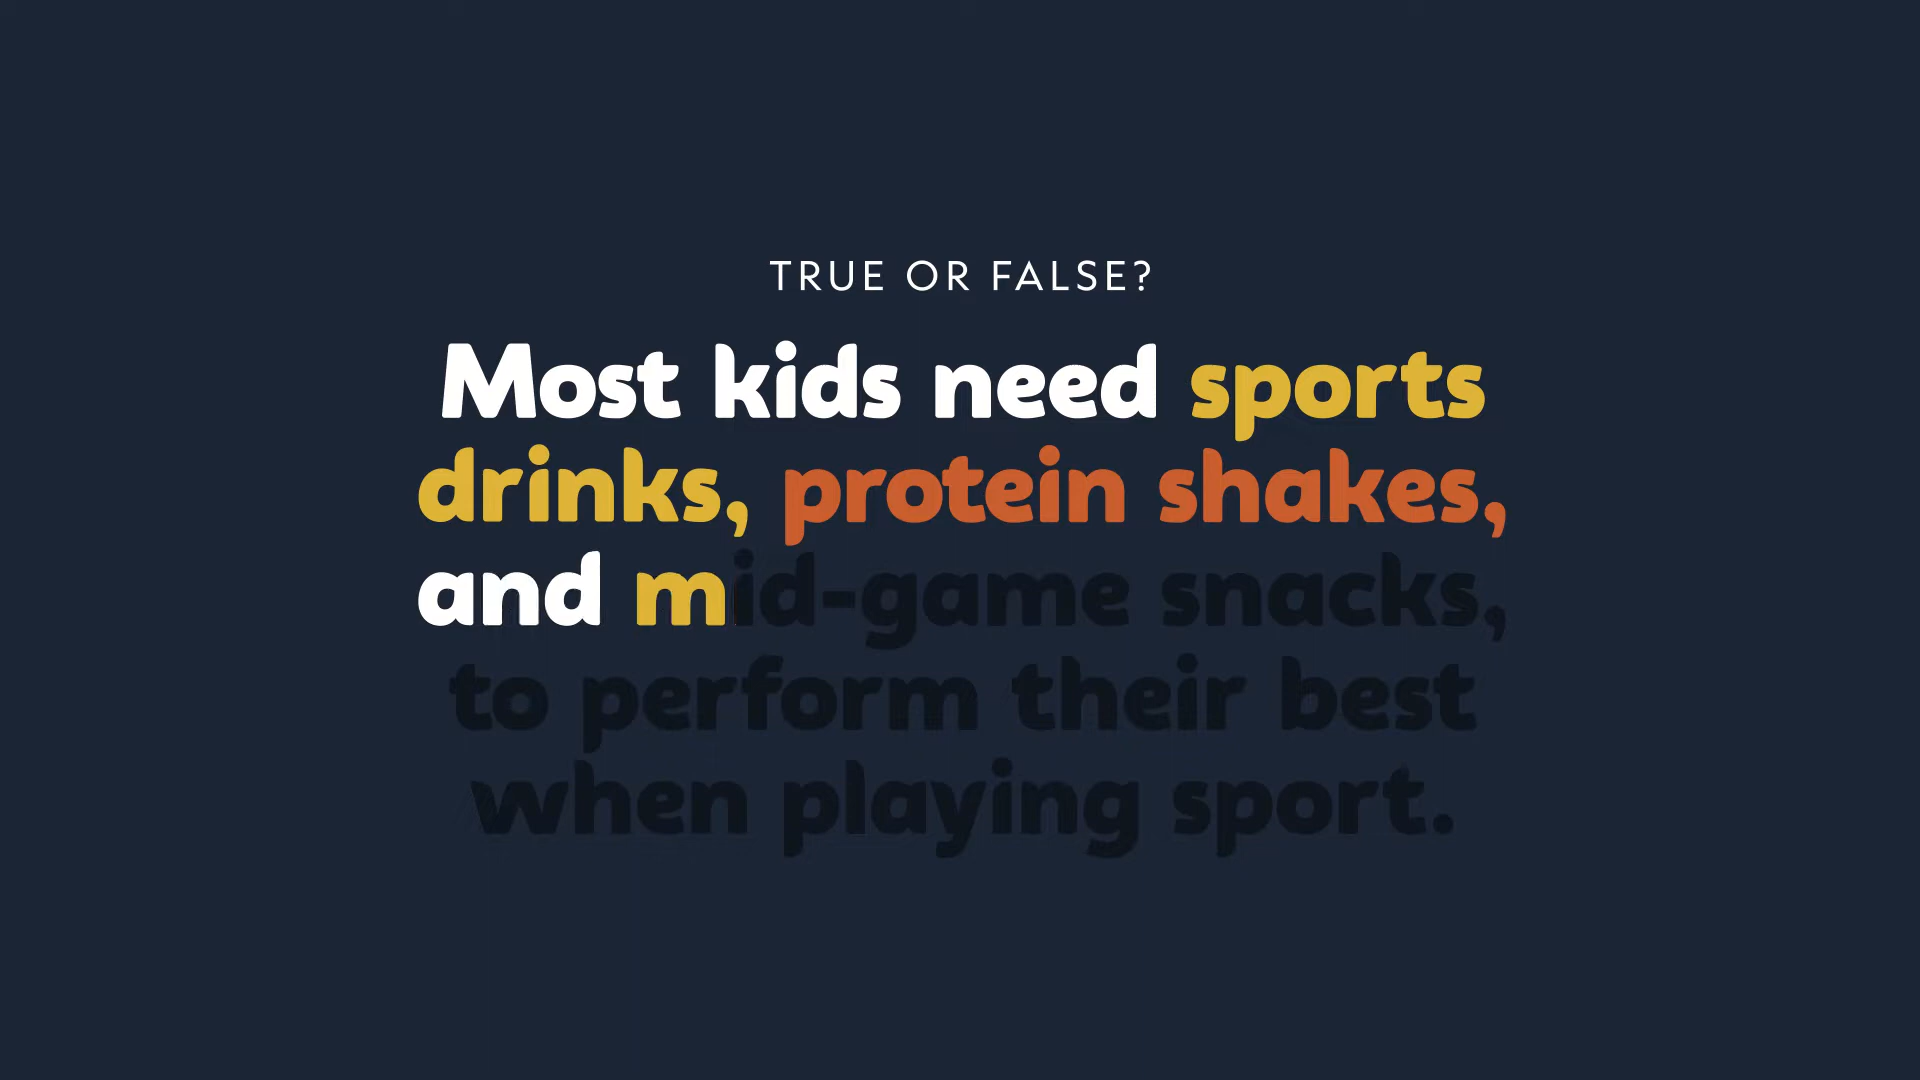 TRUE OR FALSE?
Most kids need sports
drinks, protein shakes,
and mid-game snacks,
to perform their best
when playing sport.